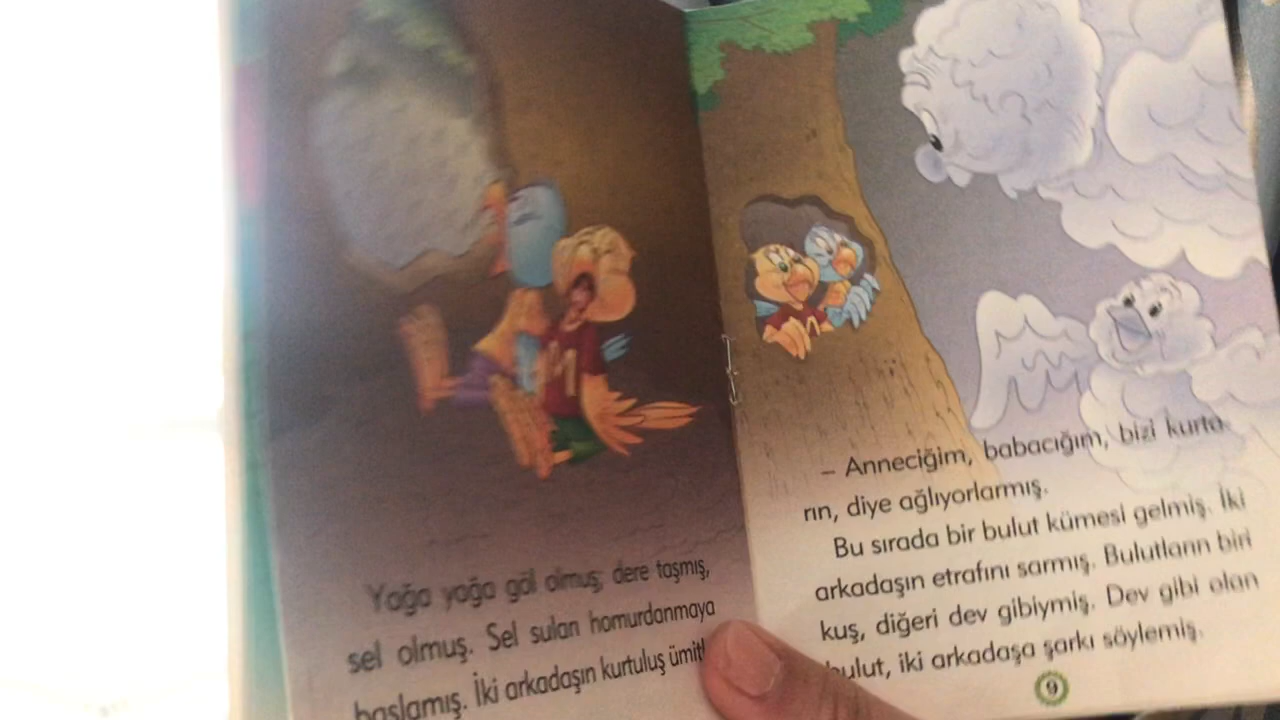 Yağa yağa göl olmuş; dere taşmış,
sel olmuş. Sel suları homurdanmaya
başlamış. İki arkadaşın kurtuluş
– Anneciğim, babacığım, bizi kurta-
rın, diye ağlıyorlarmış.
Bu sırada bir bulut kümesi gelmiş. İki
arkadaşın etrafını sarmış. Bulutların biri
kuş, diğeri dev gibiymiş. Dev gibi olan
bulut, iki arkadaşa şarkı söylemiş.
9
M